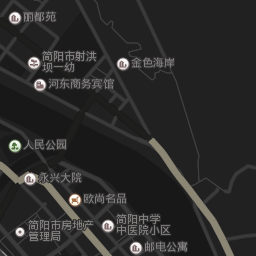 丽都苑
简阳市射洪
坝一幼
金色海岸
河东商务宾馆
人民公园
永兴大院
欧尚名品
简阳市房地产
管理局
简阳中学
中医院小区
邮电公寓